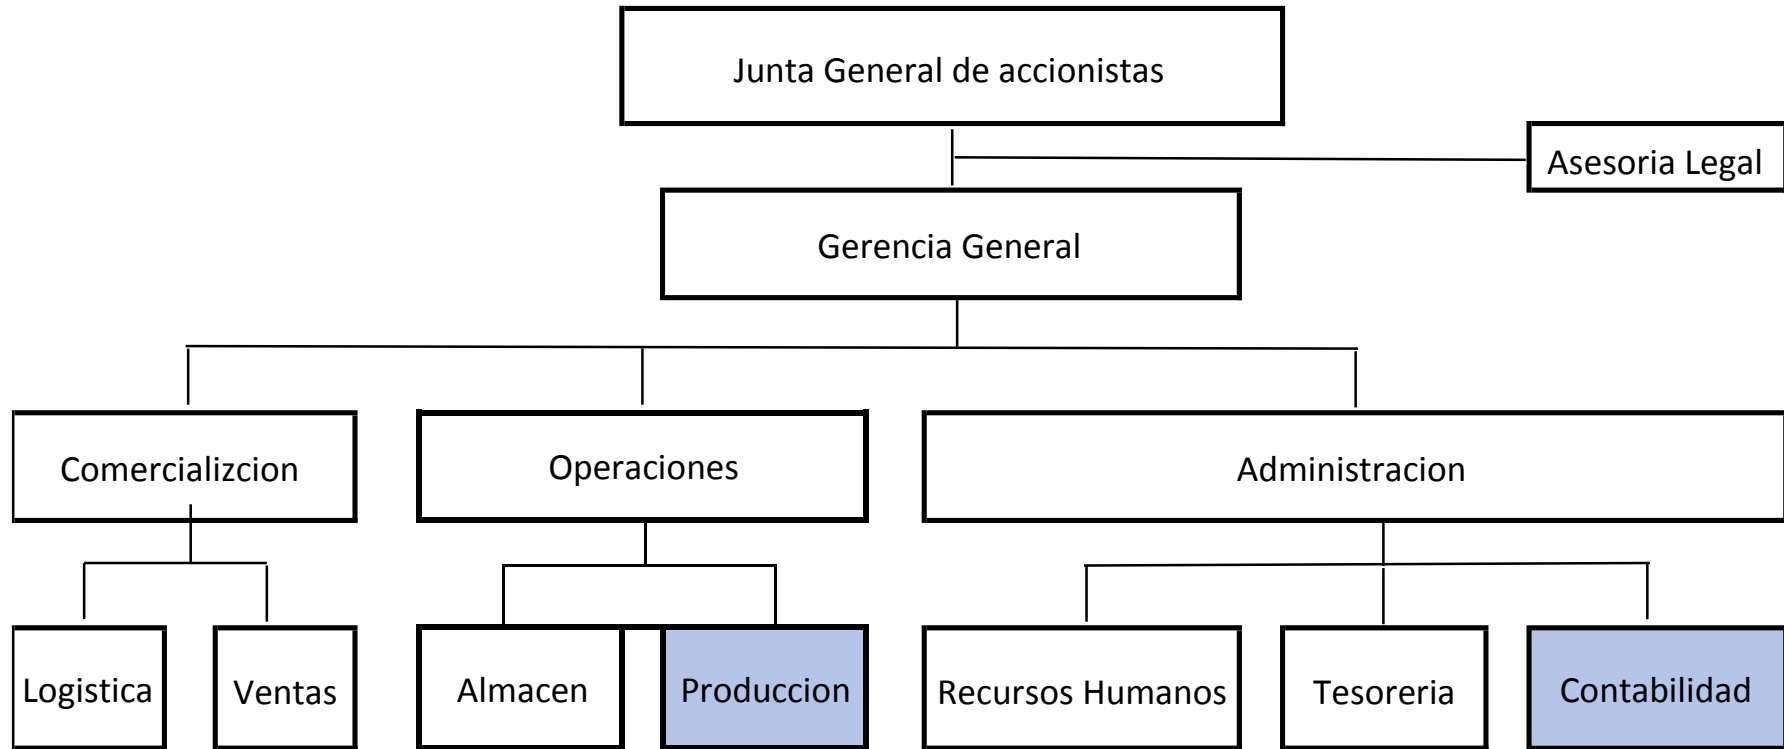 Junta General de accionistas
Asesoria Legal
Gerencia General
Comercializcion
Operaciones
Administracion
Logistica
Ventas
Almacen
Produccion
Recursos Humanos
Tesoreria
Contabilidad